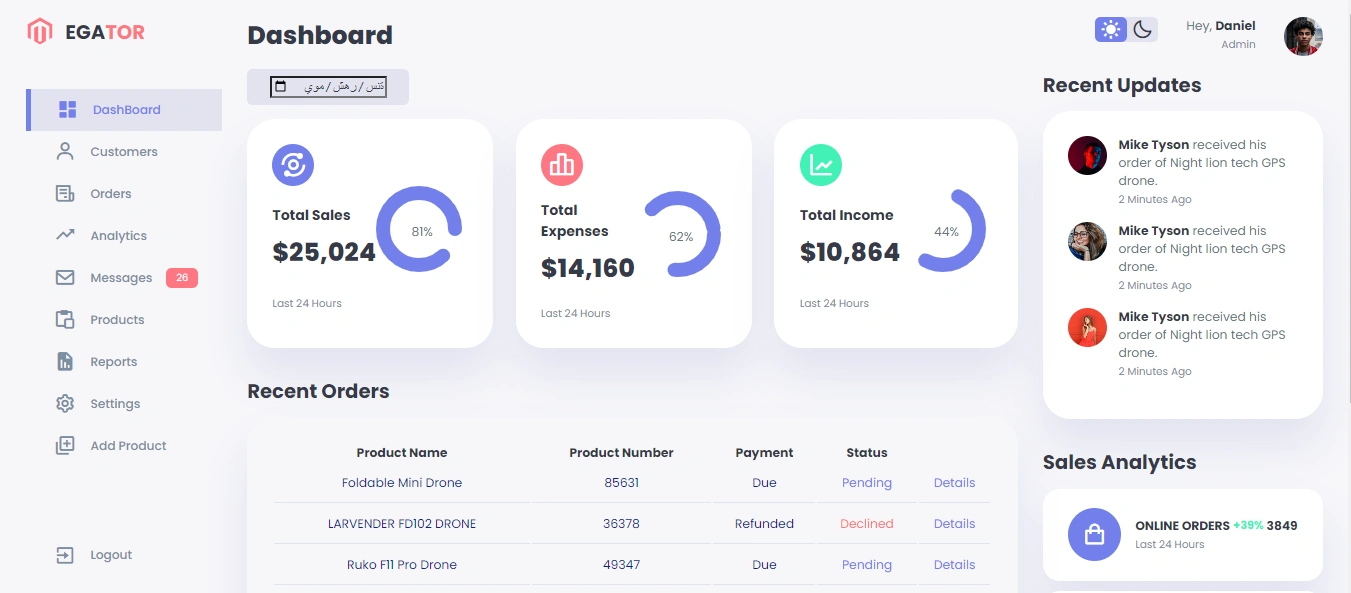 EGATOR
DashBoard
Customers
Orders
Analytics
Messages 26
Products
Reports
Settings
Add Product
Logout
Dashboard
Total Sales
$25,024
81%
Last 24 Hours
Total
Expenses
$14,160
62%
Last 24 Hours
Total Income
$10,864
44%
Last 24 Hours
Recent Orders
Product Name Product Number Payment Status
Foldable Mini Drone 85631 Due Pending Details
LARVENDER FD102 DRONE 36378 Refunded Declined Details
Ruko F11 Pro Drone 49347 Due Pending Details
Hey, Daniel
Admin
Recent Updates
Mike Tyson received his
order of Night lion tech GPS
drone.
2 Minutes Ago
Mike Tyson received his
order of Night lion tech GPS
drone.
2 Minutes Ago
Mike Tyson received his
order of Night lion tech GPS
drone.
2 Minutes Ago
Sales Analytics
ONLINE ORDERS +39% 3849
Last 24 Hours